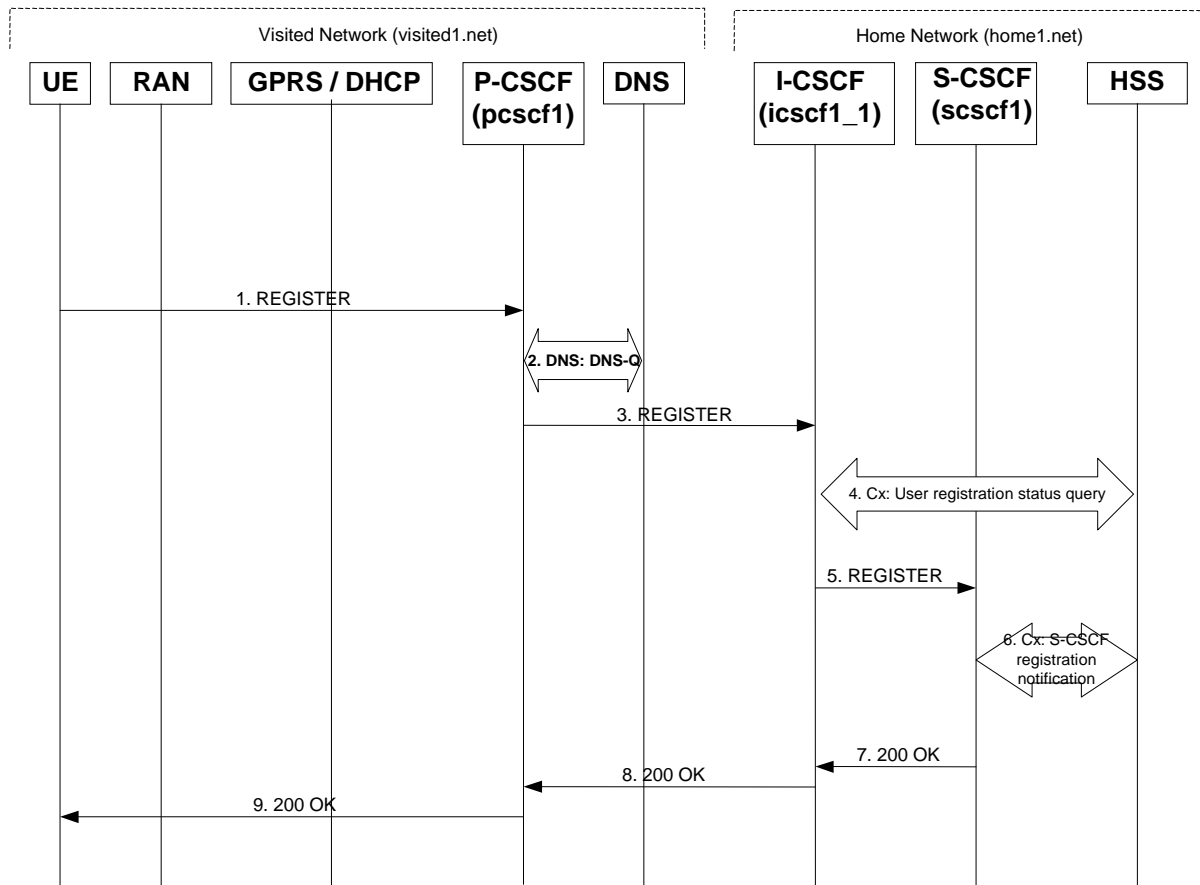 Visited Network (visited1.net)
Home Network (home1.net)
UE
RAN
GPRS / DHCP
P-CSCF
(pcscf1)
DNS
I-CSCF
(icscf1_1)
S-CSCF
(scscf1)
HSS
1. REGISTER
2. DNS: DNS-Q
3. REGISTER
4. Cx: User registration status query
5. REGISTER
6. Cx: S-CSCF
registration
notification
7. 200 OK
8. 200 OK
9. 200 OK